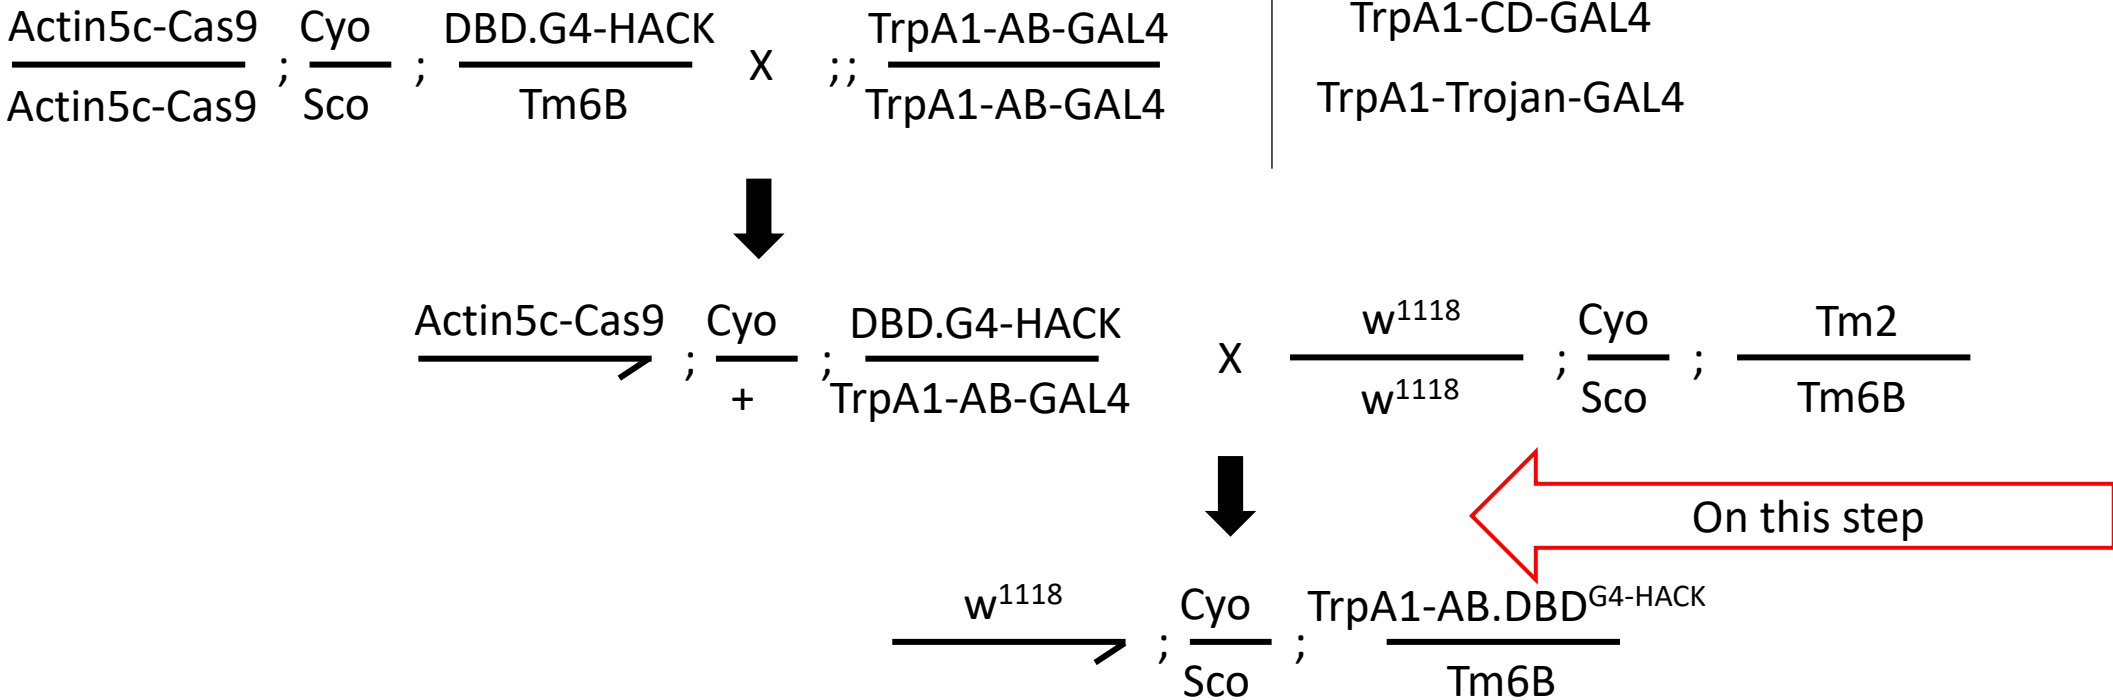 Actin5c-Cas9 ; Cyo ; DBD.G4-HACK X ;; TrpA1-AB-GAL4 TrpA1-CD-GAL4
Actin5c-Cas9 Sco Tm6B TrpA1-AB-GAL4 TrpA1-Trojan-GAL4
Actin5c-Cas9 ; Cyo ; DBD.G4-HACK X w1118 ; Cyo ; Tm2
+ TrpA1-AB-GAL4 w1118 Sco Tm6B
On this step
w1118 ; Cyo ; TrpA1-AB.DBDG4-HACK
Sco Tm6B